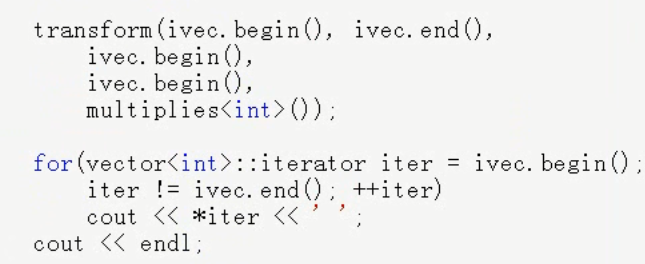 transform(ivec.begin(), ivec.end(),
    ivec.begin(),
    ivec.begin(),
    multiplies<int>());

for(vector<int>::iterator iter = ivec.begin();
    iter != ivec.end(); ++iter)
    cout << *iter << ' ';
cout << endl;